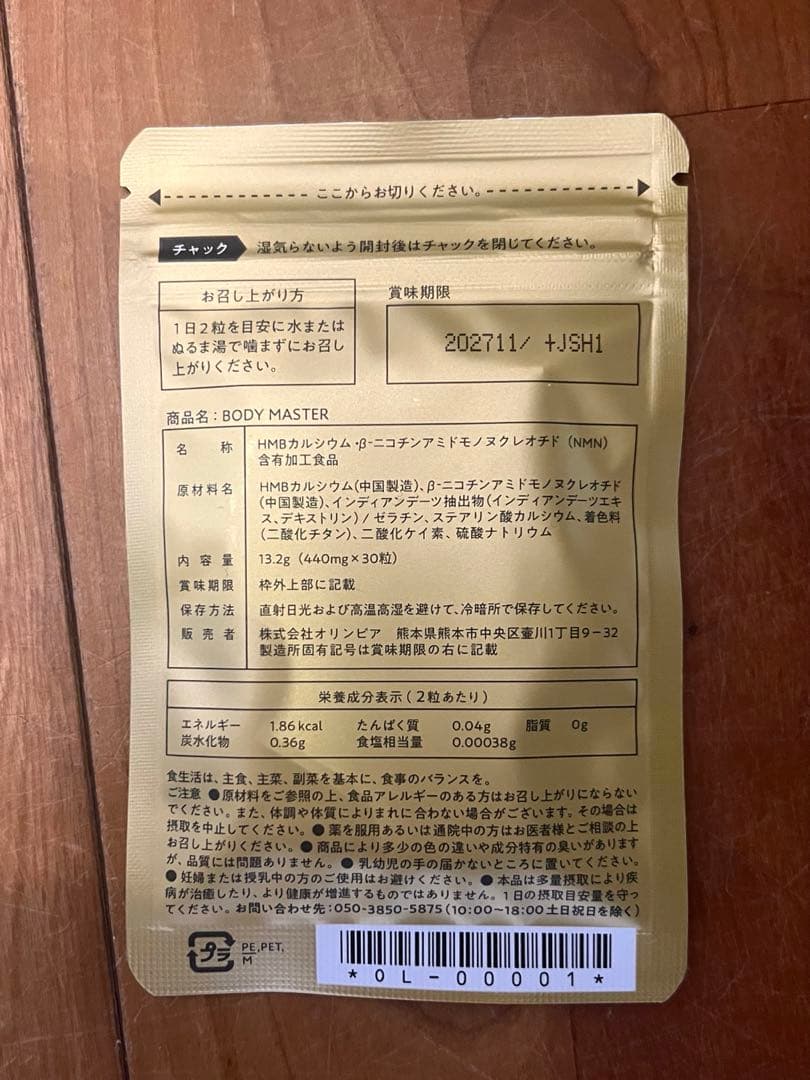 ここからお切りください。
チャック 湿気らないよう開封後はチャックを閉じてください。
お召し上がり方
1日2粒を目安に水または
ぬるま湯で噛まずにお召し
上がりください。
賞味期限
202711/ +JSH1
商品名：BODY MASTER
名称 HMBカルシウム・β-ニコチンアミドモノヌクレオチド（NMN）
含有加工食品
原材料名 HMBカルシウム(中国製造)、β-ニコチンアミドモノヌクレオチド
(中国製造)、インディアンデーツ抽出物(インディアンデーツエキ
ス、デキストリン) / ゼラチン、ステアリン酸カルシウム、着色料
(二酸化チタン)、二酸化ケイ素、硫酸ナトリウム
内容量 13.2g（440mg×30粒）
賞味期限 枠外上部に記載
保存方法 直射日光および高温高湿を避けて、冷暗所で保存してください。
販売者 株式会社オリンピア 熊本県熊本市中央区壷川1丁目9−32
製造所固有記号は賞味期限の右に記載
栄養成分表示（2粒あたり）
エネルギー 1.86kcal たんぱく質 0.04g 脂質 0g
炭水化物 0.36g 食塩相当量 0.00038g
食生活は、主食、主菜、副菜を基本に、食事のバランスを。
ご注意 ●原材料をご参照の上、食品アレルギーのある方はお召し上がりにならない
でください。また、体調や体質によりまれに合わない場合がございます。その場合は
摂取を中止してください。●薬を服用あるいは通院中の方はお医者様とご相談の上
お召し上がりください。●商品により多少の色の違いや成分特有の臭いがあります
が、品質には問題ありません。●乳幼児の手の届かないところに置いてください。
●妊婦または授乳中の方のご使用はお避けください。●本品は多量摂取により疾
病が治癒したり、より健康が増進するものではありません。1日の摂取目安量を守っ
てください。お問い合わせ先：050-3850-5875(10:00〜18:00 土日祝日を除く)
プラ PE,PET,
M
*OL-00001*